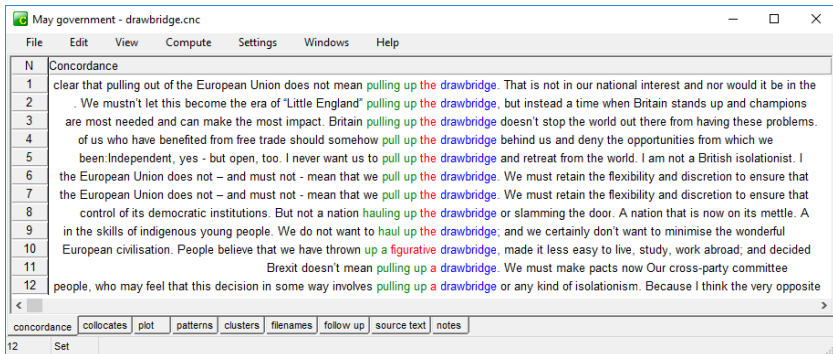 May government - drawbridge.cnc
File Edit View Compute Settings Windows Help
N Concordance
1 clear that pulling out of the European Union does not mean pulling up the drawbridge. That is not in our national interest and nor would it be in the
2 . We mustn't let this become the era of “Little England” pulling up the drawbridge, but instead a time when Britain stands up and champions
3 are most needed and can make the most impact. Britain pulling up the drawbridge doesn’t stop the world out there from having these problems.
4 of us who have benefited from free trade should somehow pull up the drawbridge behind us and deny the opportunities from which we
5 been:Independent, yes - but open, too. I never want us to pull up the drawbridge and retreat from the world. I am not a British isolationist. I
6 the European Union does not – and must not - mean that we pull up the drawbridge. We must retain the flexibility and discretion to ensure that
7 the European Union does not – and must not - mean that we pull up the drawbridge. We must retain the flexibility and discretion to ensure that
8 control of its democratic institutions. But not a nation hauling up the drawbridge or slamming the door. A nation that is now on its mettle. A
9 in the skills of indigenous young people. We do not want to haul up the drawbridge; and we certainly don’t want to minimise the wonderful
10 European civilisation. People believe that we have thrown up a figurative drawbridge, made it less easy to live, study, work abroad; and decided
11 Brexit doesn’t mean pulling up a drawbridge. We must make pacts now Our cross-party committee
12 people, who may feel that this decision in some way involves pulling up a drawbridge or any kind of isolationism. Because I think the very opposite
concordance collocates plot patterns clusters filenames follow up source text notes
12 Set